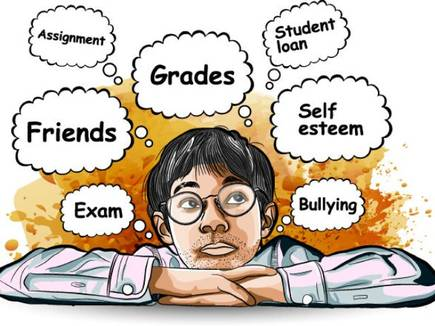 Assignment
Grades
Student
loan
Friends
Self
esteem
Exam
Bullying